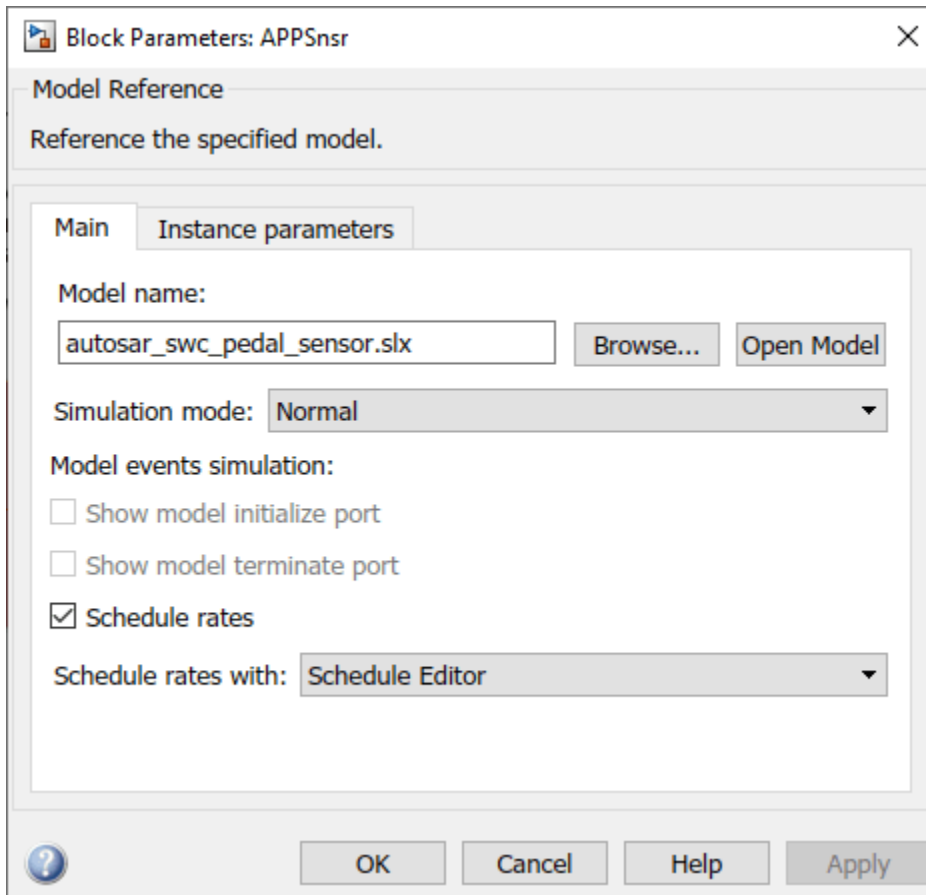 Block Parameters: APPSnsr
Model Reference
Reference the specified model.
Main Instance parameters
Model name:
autosar_swc_pedal_sensor.slx Browse... Open Model
Simulation mode: Normal
Model events simulation:
Show model initialize port
Show model terminate port
Schedule rates
Schedule rates with: Schedule Editor
? OK Cancel Help Apply